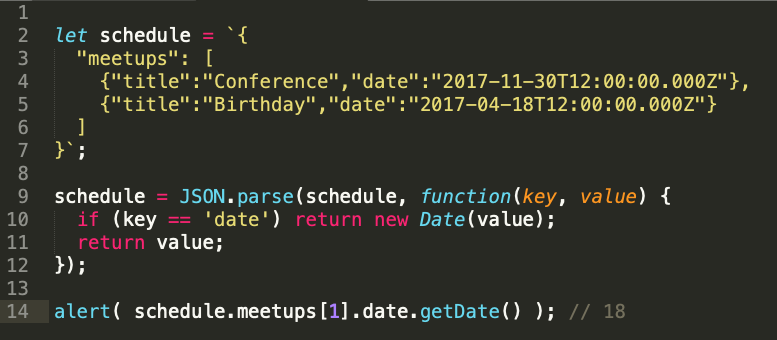 1
2 let schedule = `{
3   "meetups": [
4     {"title":"Conference","date":"2017-11-30T12:00:00.000Z"},
5     {"title":"Birthday","date":"2017-04-18T12:00:00.000Z"}
6   ]
7 }`;
8
9 schedule = JSON.parse(schedule, function(key, value) {
10   if (key == 'date') return new Date(value);
11   return value;
12 });
13
14 alert( schedule.meetups[1].date.getDate() ); // 18